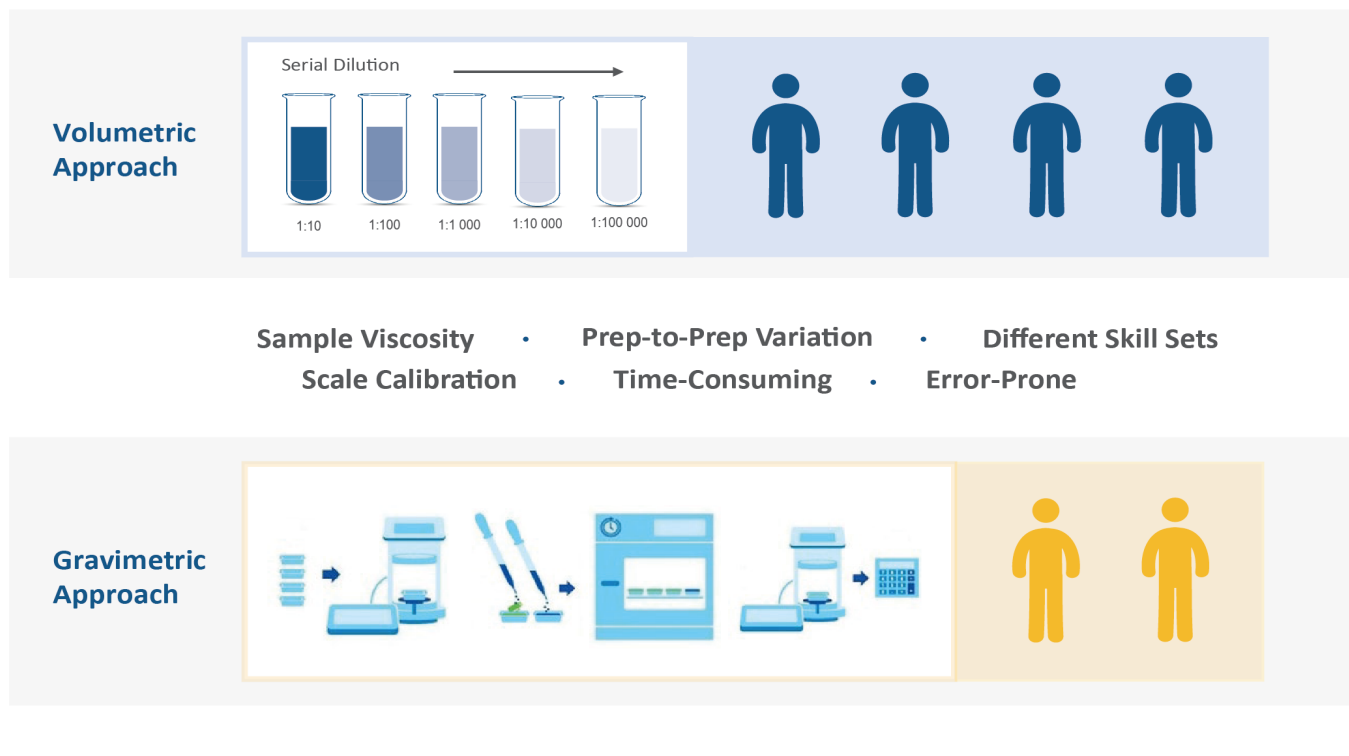 Volumetric
Approach
Serial Dilution
1:10
1:100
1:1 000
1:10 000
1:100 000
Sample Viscosity · Prep-to-Prep Variation · Different Skill Sets
Scale Calibration · Time-Consuming · Error-Prone
Gravimetric
Approach